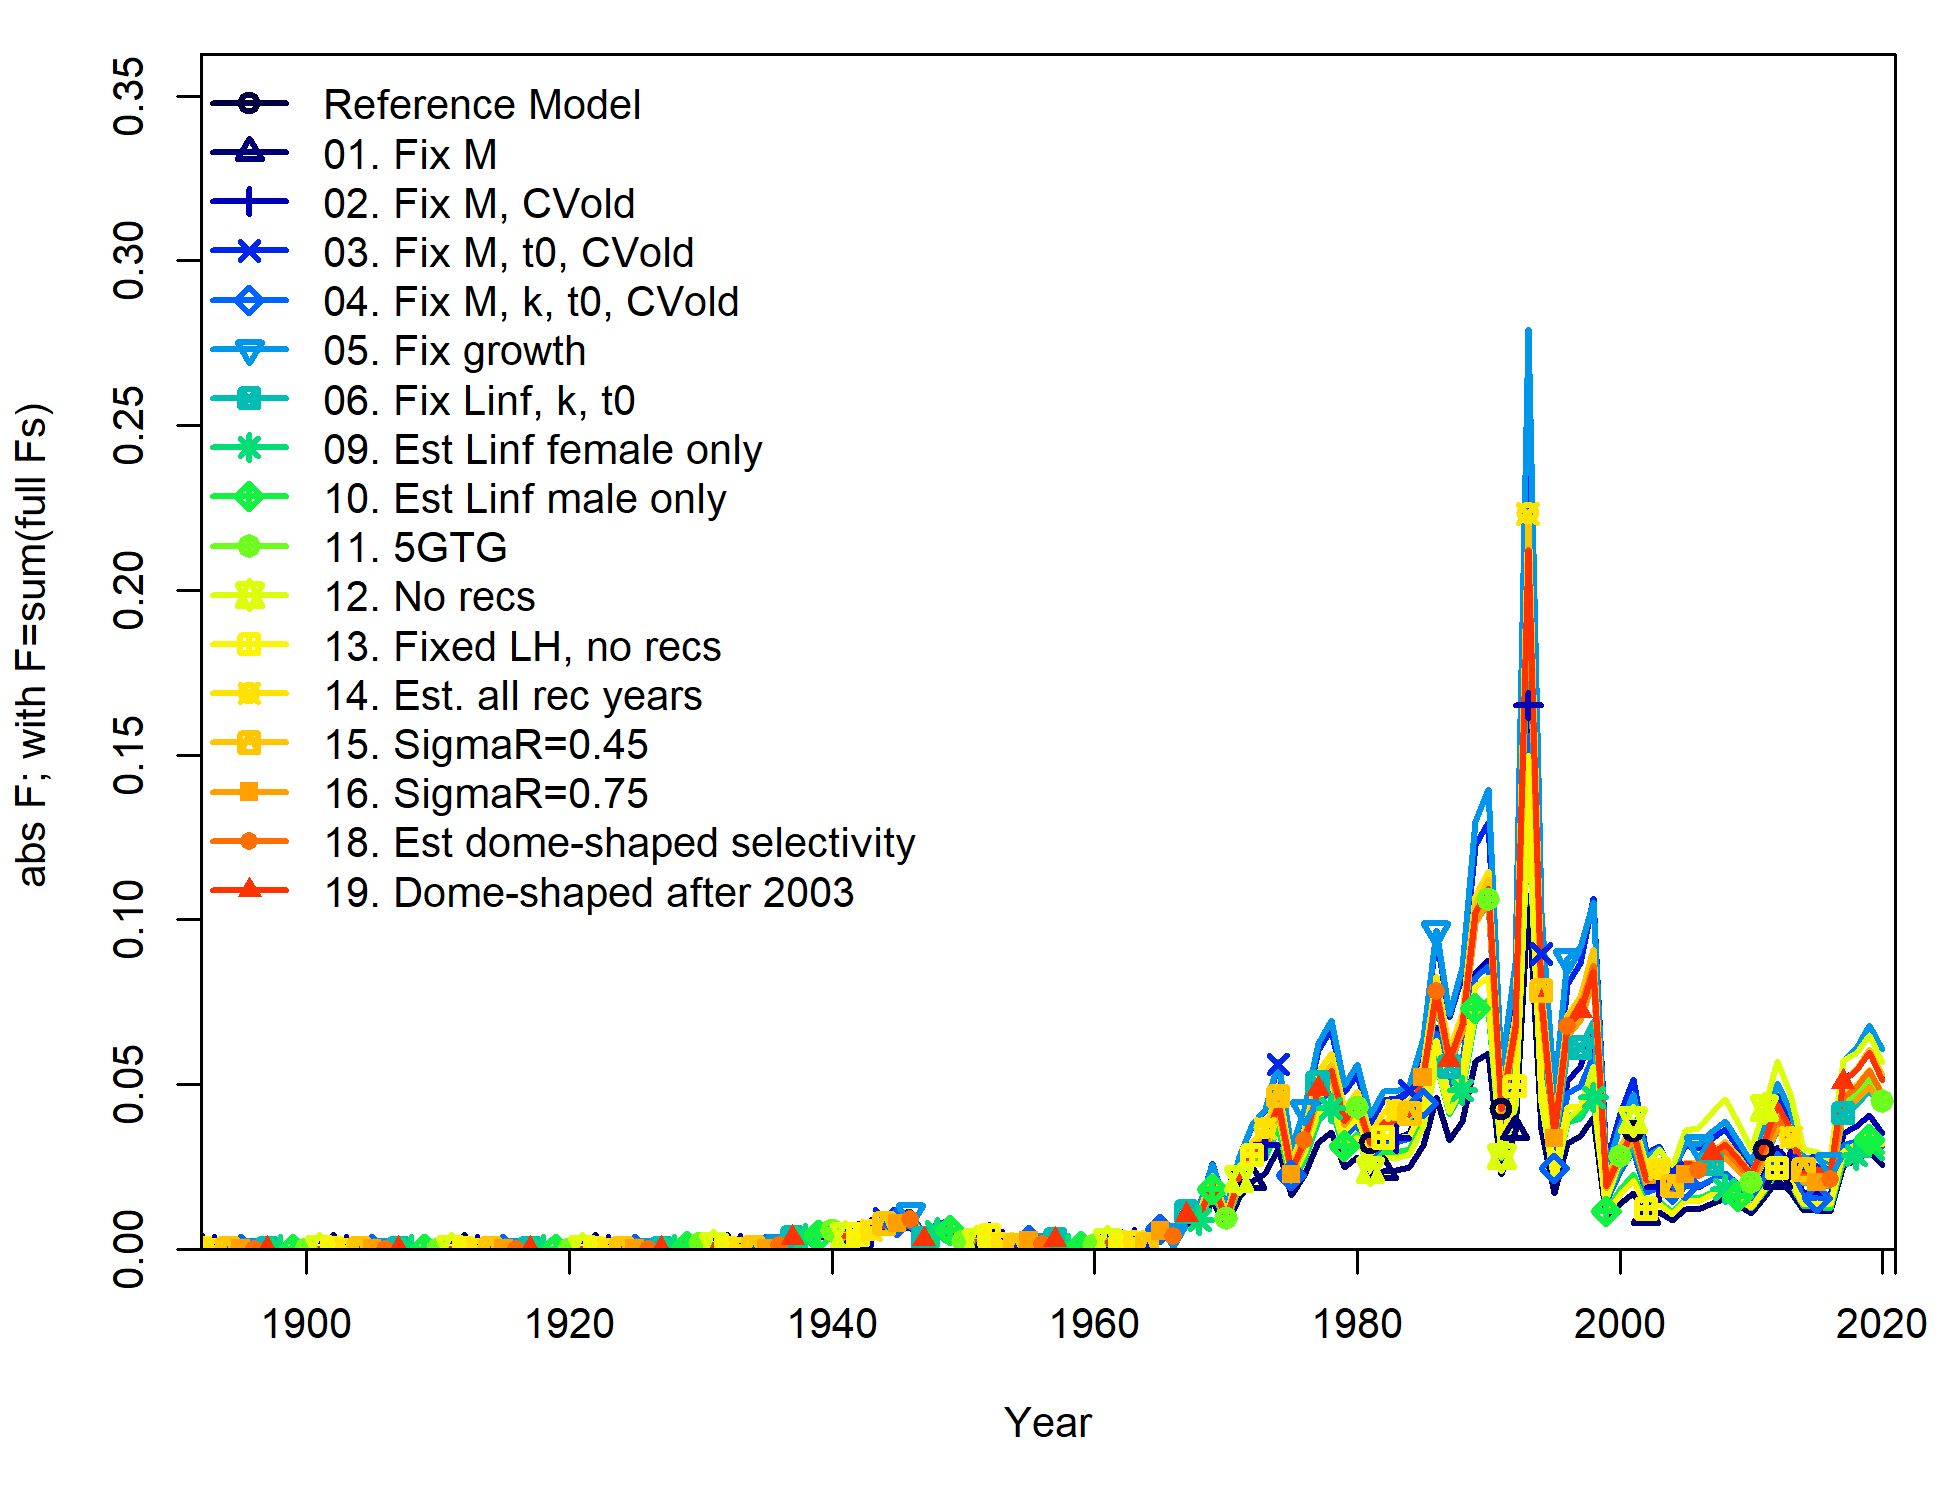 abs F; with F=sum(full Fs)
0.35
0.30
0.25
0.20
0.15
0.10
0.05
0.00
Reference Model
01. Fix M
02. Fix M, CVold
03. Fix M, t0, CVold
04. Fix M, k, t0, CVold
05. Fix growth
06. Fix Linf, k, t0
09. Est Linf female only
10. Est Linf male only
11. 5GTG
12. No recs
13. Fixed LH, no recs
14. Est. all rec years
15. SigmaR=0.45
16. SigmaR=0.75
18. Est dome-shaped selectivity
19. Dome-shaped after 2003
1900 1920 1940 1960 1980 2000 2020
Year